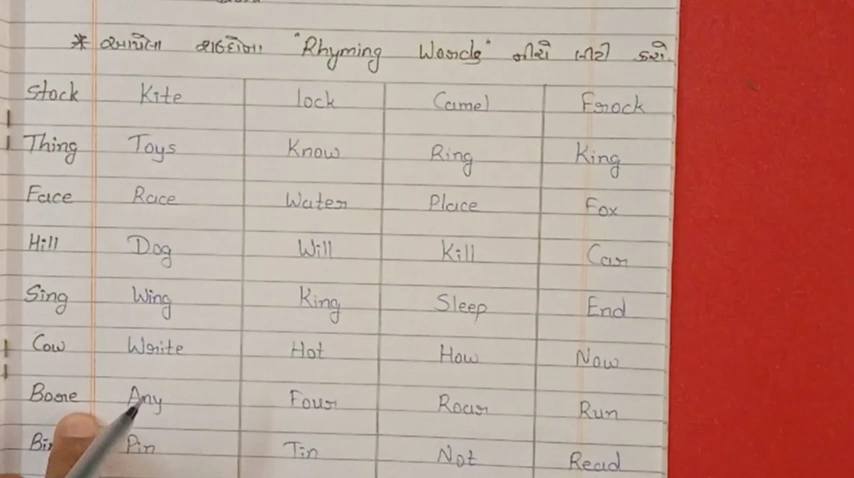 * આપેલા શબ્દોના "Rhyming Words" નીચે નોટ કરો
Stock Kite lock Camel Frock
Thing Toys Know Ring King
Face Race Water Place Fox
Hill Dog Will Kill Car
Sing Wing King Sleep End
Cow Write Hot How Now
Bore Any Four Roar Run
Pin Tin Not Read